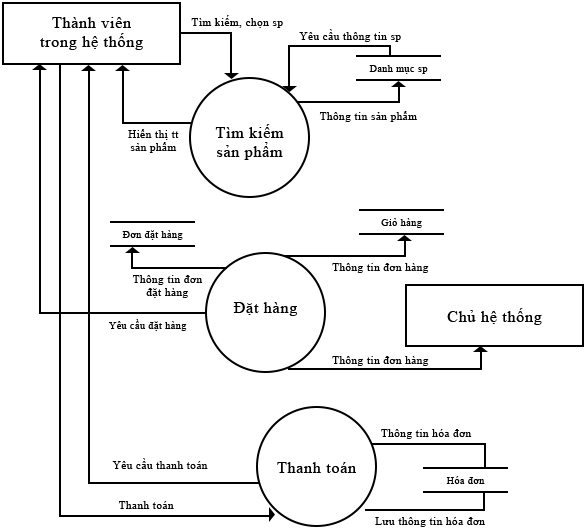 Thành viên
trong hệ thống
Tìm kiếm, chọn sp
Yêu cầu thông tin sp
Danh mục sp
Thông tin sản phẩm
Hiển thị tt
sản phẩm
Tìm kiếm
sản phẩm
Đơn đặt hàng
Giỏ hàng
Thông tin đơn
đặt hàng
Thông tin đơn hàng
Đặt hàng
Chủ hệ thống
Yêu cầu đặt hàng
Thông tin đơn hàng
Thông tin hóa đơn
Yêu cầu thanh toán
Thanh toán
Hóa đơn
Thanh toán
Lưu thông tin hóa đơn